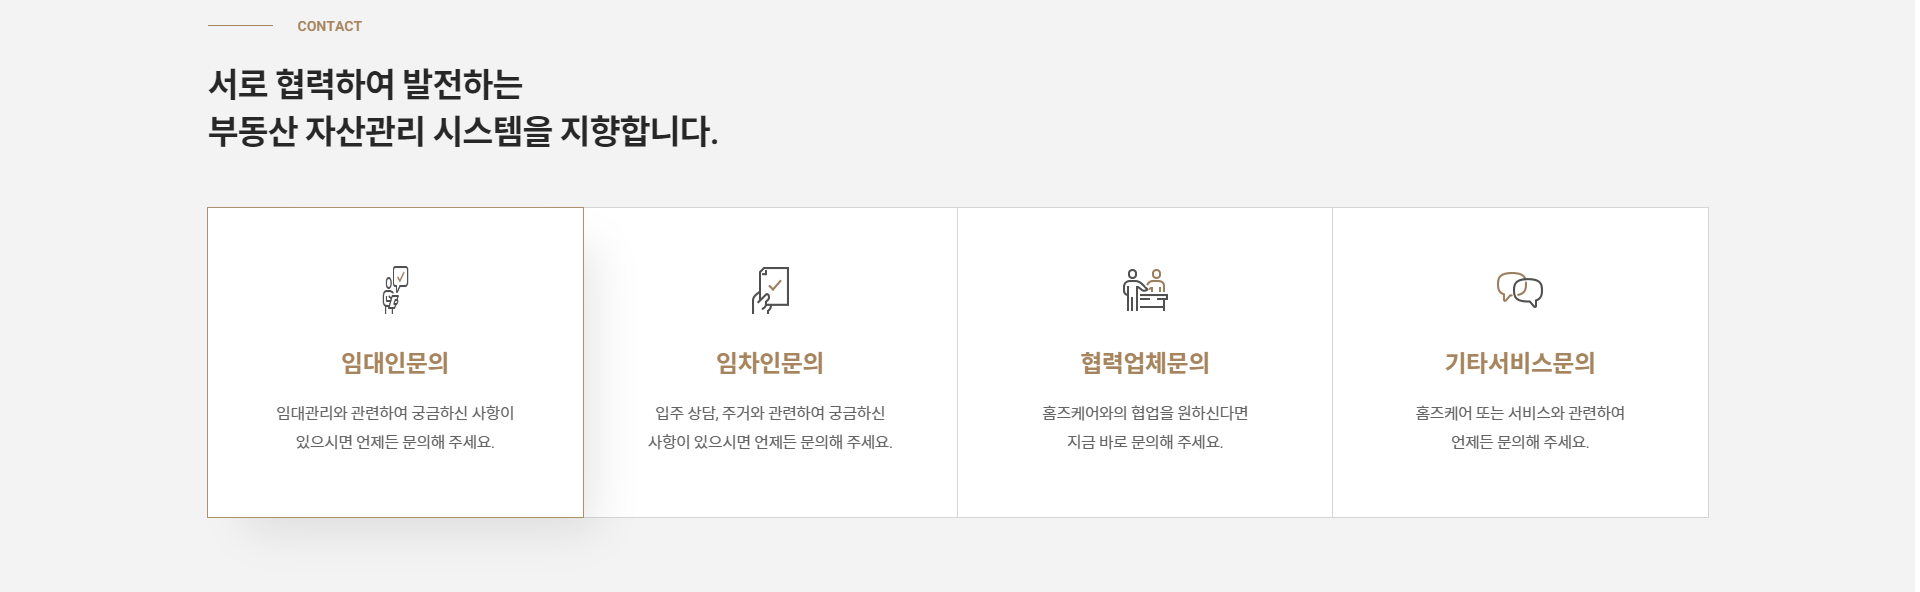 CONTACT
서로 협력하여 발전하는
부동산 자산관리 시스템을 지향합니다.
임대인문의
임대관리와 관련하여 궁금하신 사항이
있으시면 언제든 문의해 주세요.
임차인문의
입주 상담, 주거와 관련하여 궁금하신
사항이 있으시면 언제든 문의해 주세요.
협력업체문의
홈즈케어와의 협업을 원하신다면
지금 바로 문의해 주세요.
기타서비스문의
홈즈케어 또는 서비스와 관련하여
언제든 문의해 주세요.